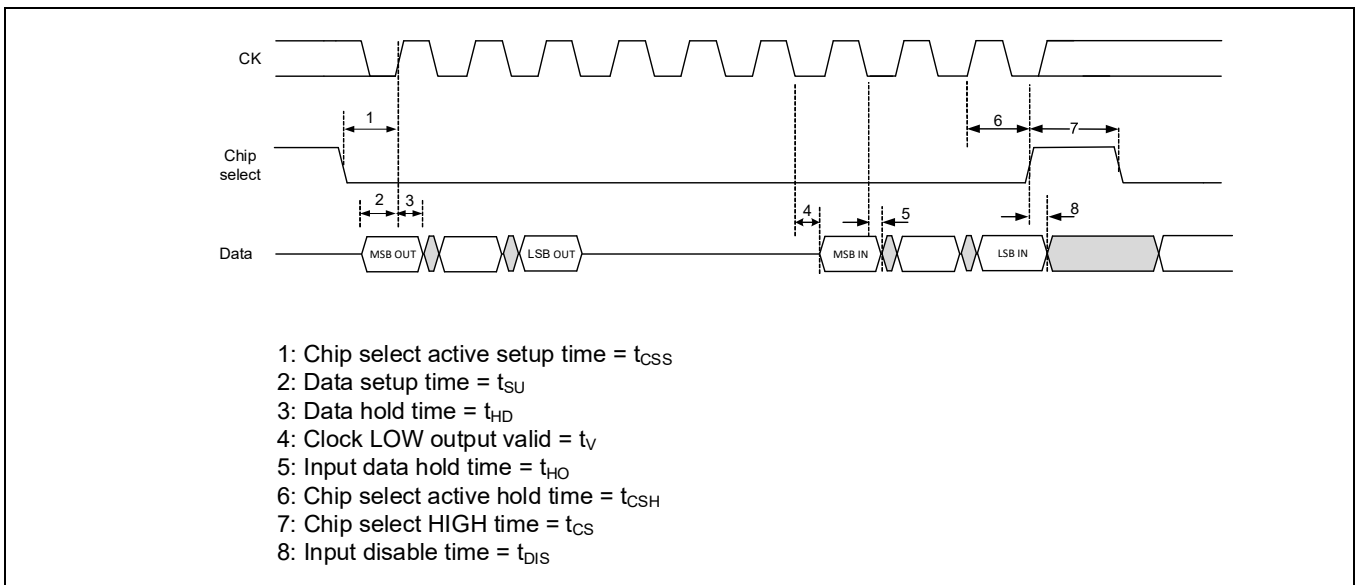 CK
1
6
7
Chip
select
2
3
4
5
8
Data
MSB OUT
LSB OUT
MSB IN
LSB IN
1: Chip select active setup time = tCSS
2: Data setup time = tSU
3: Data hold time = tHD
4: Clock LOW output valid = tV
5: Input data hold time = tHO
6: Chip select active hold time = tCSH
7: Chip select HIGH time = tCS
8: Input disable time = tDIS